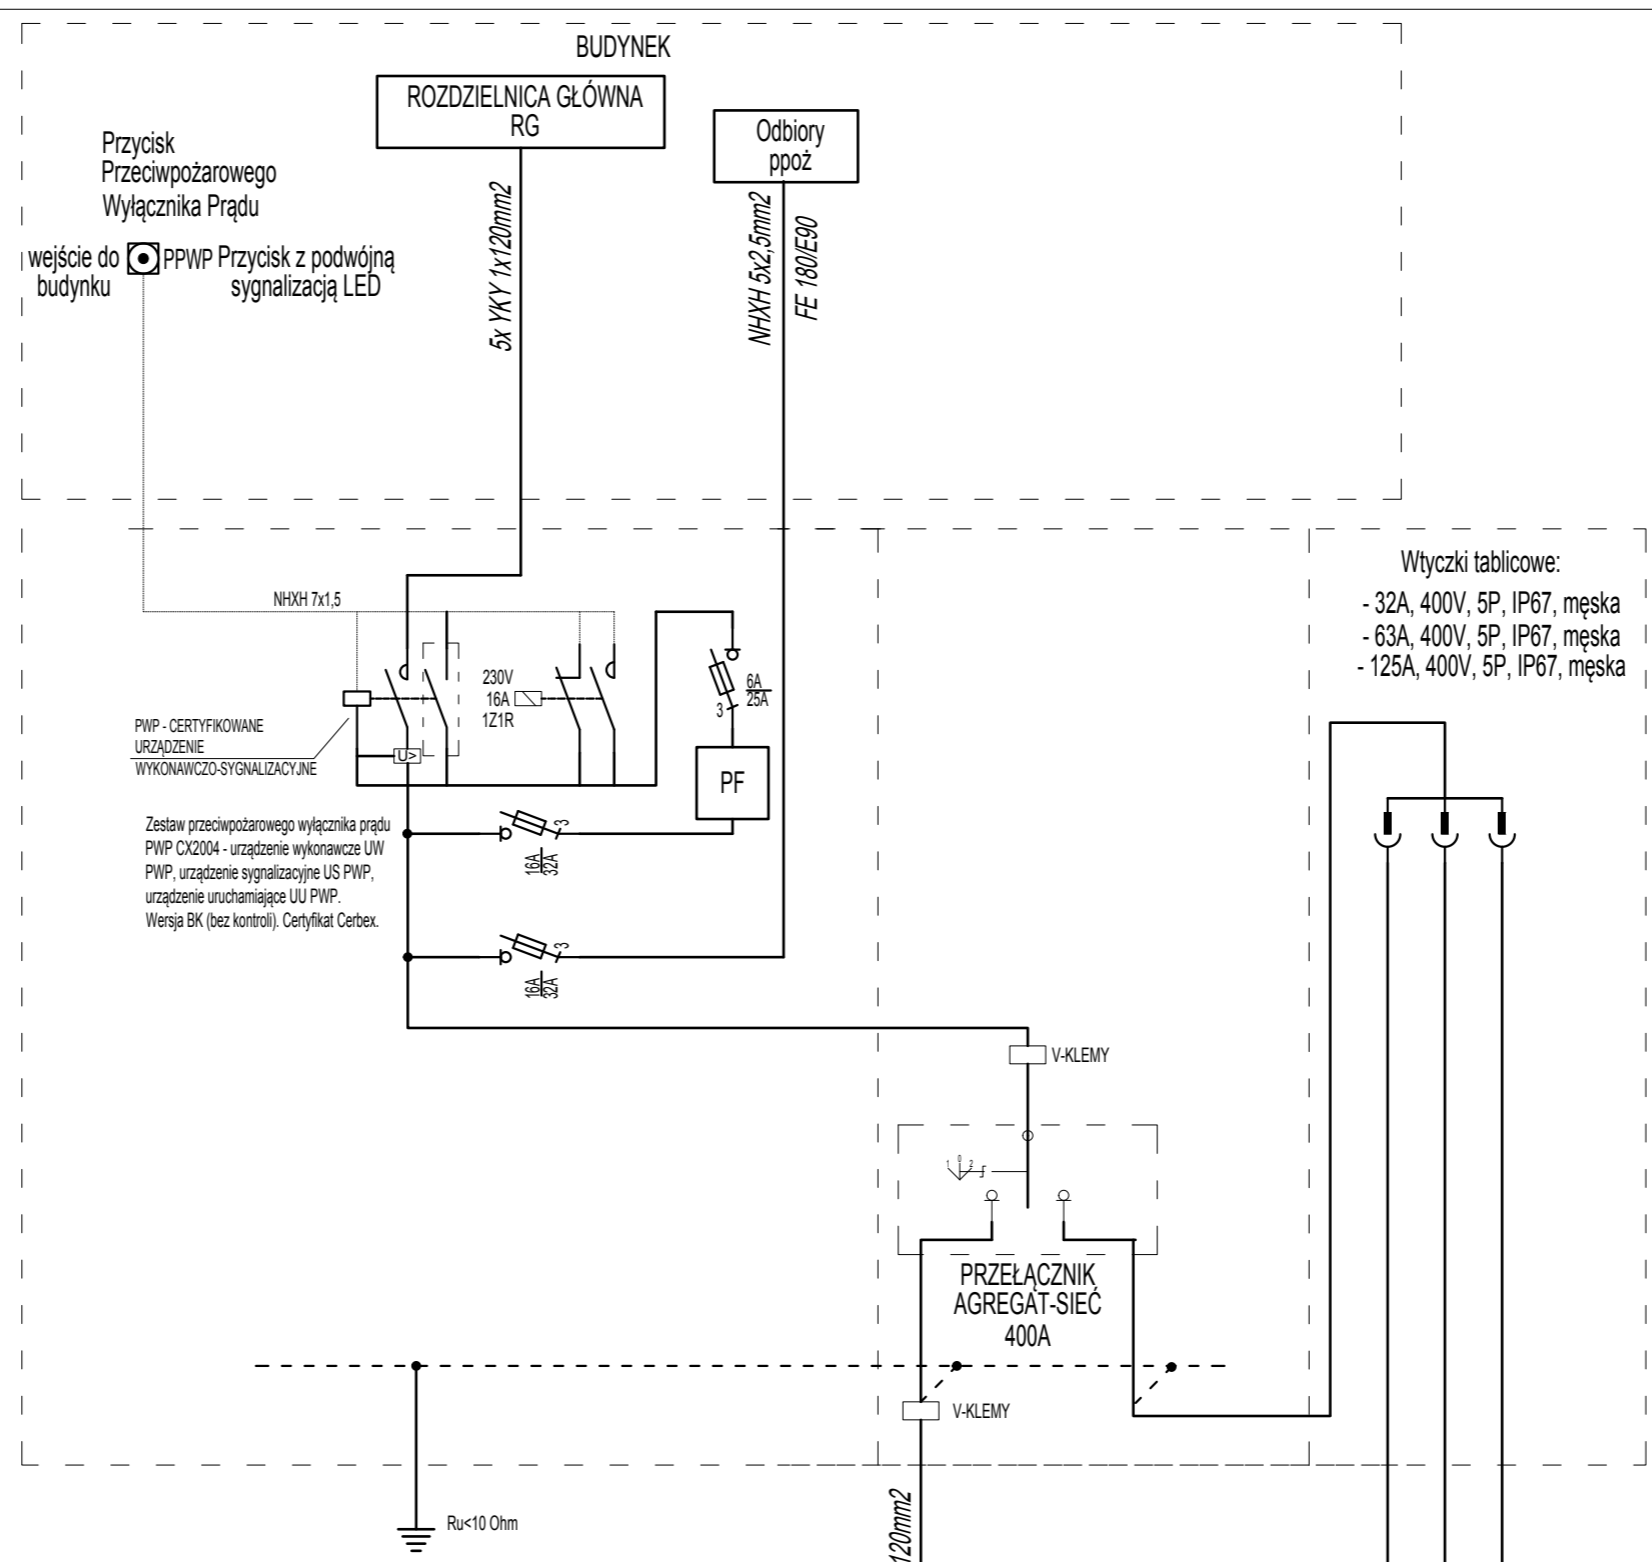 BUDYNEK
ROZDZIELNICA GŁÓWNA
RG
Odbiory
ppoż
Przycisk
Przeciwpożarowego
Wyłącznika Prądu
wejście do
budynku
PPWP
Przycisk z podwójną
sygnalizacją LED
5x YKY 1x120mm2
NHXH 5x2,5mm2
FE 180/E90
NHXH 7x1,5
230V
16A
1Z1R
U>
6A
25A
3
PF
PWP - CERTYFIKOWANE
URZĄDZENIE
WYKONAWCZO-SYGNALIZACYJNE
Zestaw przeciwpożarowego wyłącznika prądu
PWP CX2004 - urządzenie wykonawcze UW
PWP, urządzenie sygnalizacyjne US PWP,
urządzenie uruchamiające UU PWP.
Wersja BK (bez kontroli). Certyfikat Cerbex.
3
16A
32A
3
16A
32A
Wtyczki tablicowe:
- 32A, 400V, 5P, IP67, męska
- 63A, 400V, 5P, IP67, męska
- 125A, 400V, 5P, IP67, męska
V-KLEMY
1 0 2
PRZEŁĄCZNIK
AGREGAT-SIEĆ
400A
V-KLEMY
Ru<10 Ohm
120mm2